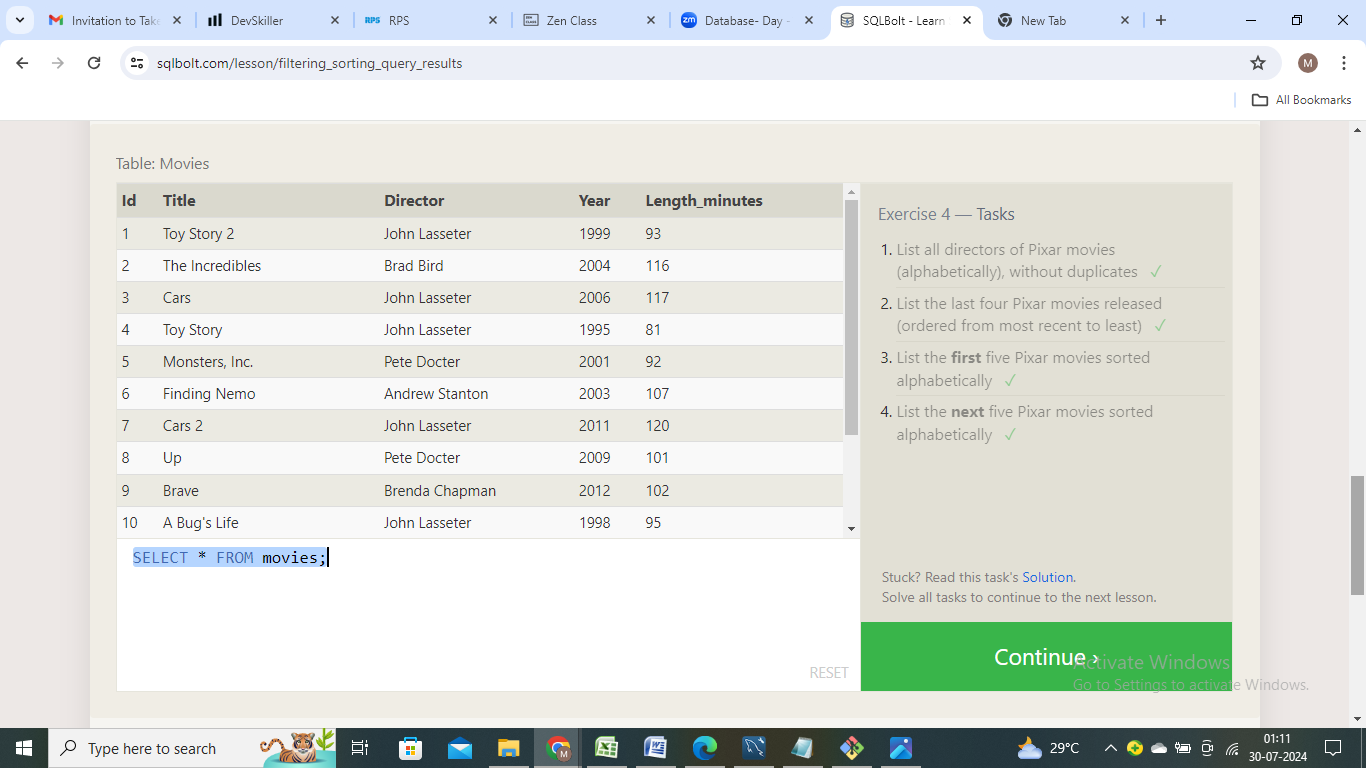 Invitation to Take
DevSkiller
RPS RPS
Zen Class
zm Database- Day -
SQLBolt - Learn
New Tab
sqlbolt.com/lesson/filtering_sorting_query_results
M
All Bookmarks
Table: Movies
Id Title Director Year Length_minutes
1 Toy Story 2 John Lasseter 1999 93
2 The Incredibles Brad Bird 2004 116
3 Cars John Lasseter 2006 117
4 Toy Story John Lasseter 1995 81
5 Monsters, Inc. Pete Docter 2001 92
6 Finding Nemo Andrew Stanton 2003 107
7 Cars 2 John Lasseter 2011 120
8 Up Pete Docter 2009 101
9 Brave Brenda Chapman 2012 102
10 A Bug's Life John Lasseter 1998 95
SELECT * FROM movies;
RESET
Exercise 4 — Tasks
1. List all directors of Pixar movies
(alphabetically), without duplicates ✓
2. List the last four Pixar movies released
(ordered from most recent to least) ✓
3. List the first five Pixar movies sorted
alphabetically ✓
4. List the next five Pixar movies sorted
alphabetically ✓
Stuck? Read this task's Solution.
Solve all tasks to continue to the next lesson.
Continue ›
Activate Windows
Go to Settings to activate Windows.
Type here to search
29°C
01:11
30-07-2024